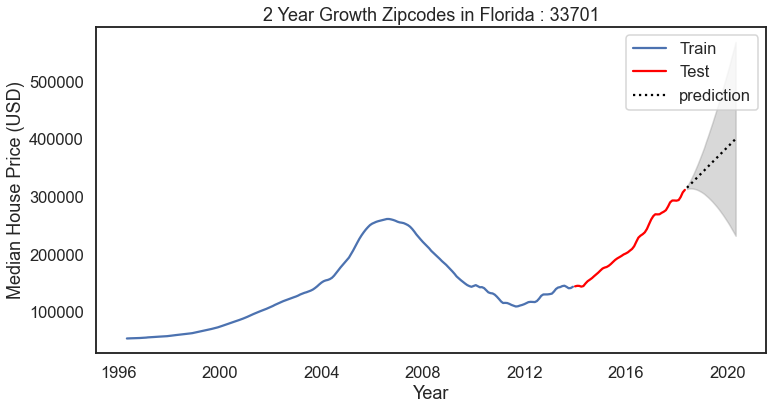 2 Year Growth Zipcodes in Florida : 33701
Train
Test
prediction
Median House Price (USD)
500000
400000
300000
200000
100000
1996
2000
2004
2008
2012
2016
2020
Year